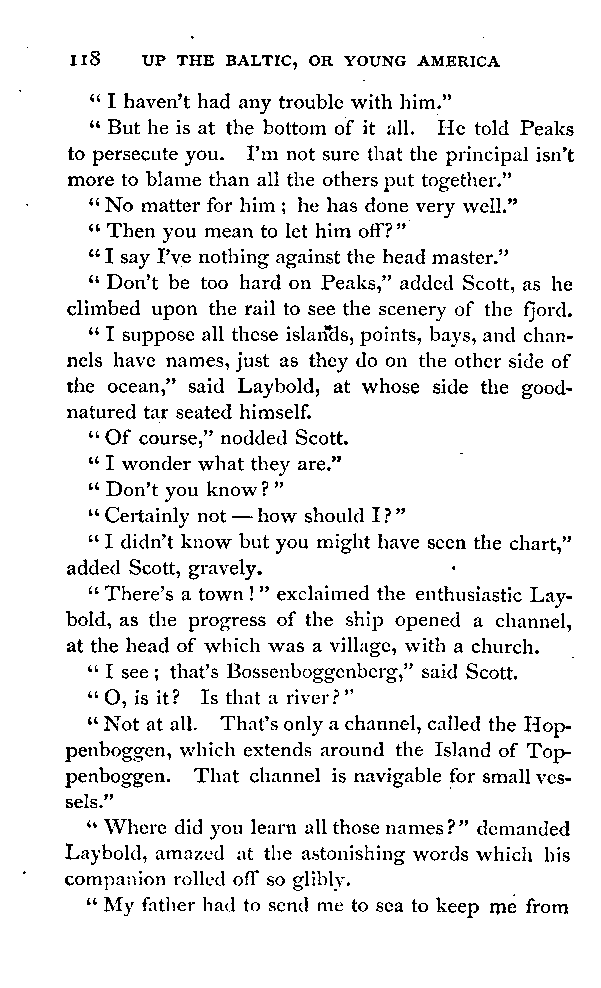 118 UP THE BALTIC, OR YOUNG AMERICA
“ I haven't had any trouble with him.”
“ But he is at the bottom of it all. He told Peaks
to persecute you. I'm not sure that the principal isn't
more to blame than all the others put together.”
“ No matter for him ; he has done very well.”
“ Then you mean to let him off?”
“ I say I've nothing against the head master.”
“ Don't be too hard on Peaks,” added Scott, as he
climbed upon the rail to see the scenery of the fjord.
“ I suppose all these islands, points, bays, and chan-
nels have names, just as they do on the other side of
the ocean,” said Laybold, at whose side the good-
natured tar seated himself.
“ Of course,” nodded Scott.
“ I wonder what they are.”
“ Don't you know ? ”
“ Certainly not — how should I ? ”
“ I didn't know but you might have seen the chart,”
added Scott, gravely.
“ There's a town ! ” exclaimed the enthusiastic Lay-
bold, as the progress of the ship opened a channel,
at the head of which was a village, with a church.
“ I see ; that's Bossenboggenberg,” said Scott.
“ O, is it? Is that a river? ”
“ Not at all. That's only a channel, called the Hop-
penboggen, which extends around the Island of Top-
penboggen. That channel is navigable for small ves-
sels.”
“ Where did you learn all those names ? ” demanded
Laybold, amazed at the astonishing words which his
companion rolled off so glibly.
“ My father had to send me to sea to keep me from